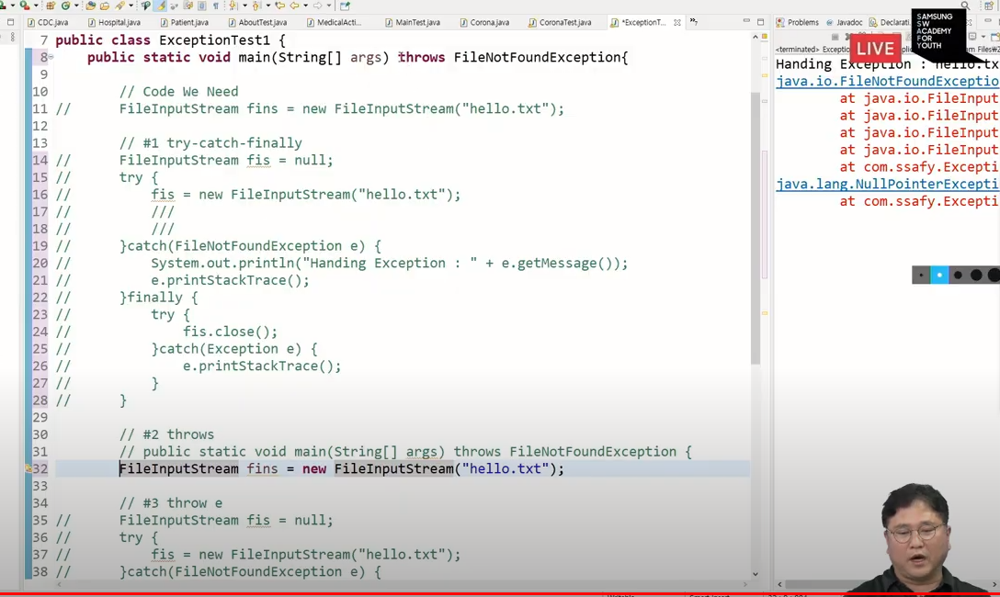 CDC.java Hospital.java Patient.java AboutTest.java MedicalActi... MainTest.java Corona.java CoronaTest.java *ExceptionT... Problems Javadoc Declarati
<terminated> Excepti
SAMSUNG
SW
ACADEMY
FOR
YOUTH
LIVE
7 public class ExceptionTest1 {
8 public static void main(String[] args) throws FileNotFoundException{
9
10 // Code We Need
11 // FileInputStream fins = new FileInputStream("hello.txt");
12
13 // #1 try-catch-finally
14 // FileInputStream fis = null;
15 // try {
16 // fis = new FileInputStream("hello.txt");
17 // ///
18 // ///
19 // }catch(FileNotFoundException e) {
20 // System.out.println("Handing Exception : " + e.getMessage());
21 // e.printStackTrace();
22 // }finally {
23 // try {
24 // fis.close();
25 // }catch(Exception e) {
26 // e.printStackTrace();
27 // }
28 // }
29
30 // #2 throws
31 // public static void main(String[] args) throws FileNotFoundException {
32 FileInputStream fins = new FileInputStream("hello.txt");
33
34 // #3 throw e
35 // FileInputStream fis = null;
36 // try {
37 // fis = new FileInputStream("hello.txt");
38 // }catch(FileNotFoundException e) {
Handing Exception : hello.tx
java.io.FileNotFoundExceptio
at java.io.FileInput
at java.io.FileInput
at java.io.FileInput
at java.io.FileInput
at com.ssafy.Excepti
java.lang.NullPointerExcepti
at com.ssafy.Excepti